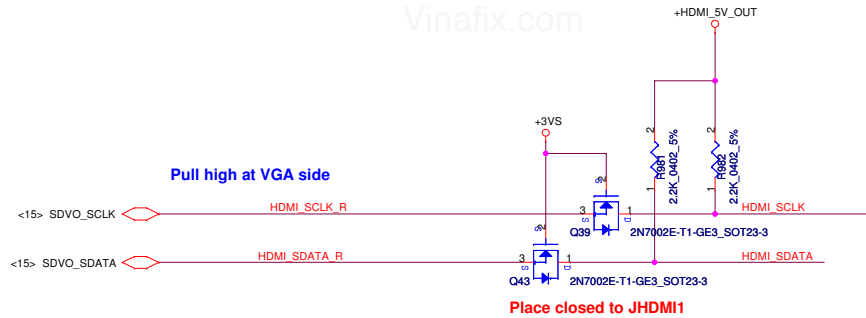 Vinafix.com
+HDMI_5V_OUT
+3VS
2
2
R981
2.2K_0402_5%
R982
2.2K_0402_5%
1
1
Pull high at VGA side
2
G
<15> SDVO_SCLK
HDMI_SCLK_R
3
S
1
D
HDMI_SCLK
Q39
2N7002E-T1-GE3_SOT23-3
2
G
<15> SDVO_SDATA
HDMI_SDATA_R
3
S
1
D
HDMI_SDATA
Q43
2N7002E-T1-GE3_SOT23-3
Place closed to JHDMI1